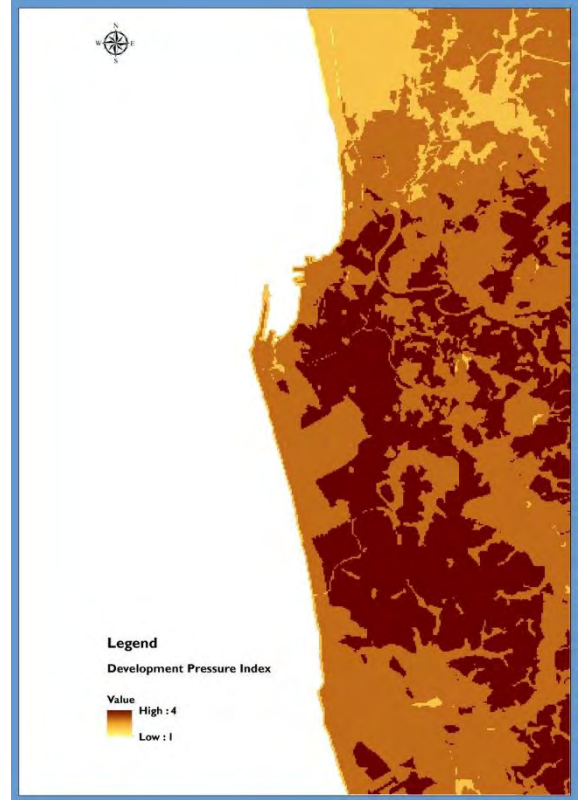 N
W E
S
Legend
Development Pressure Index
Value
High : 4
Low : 1